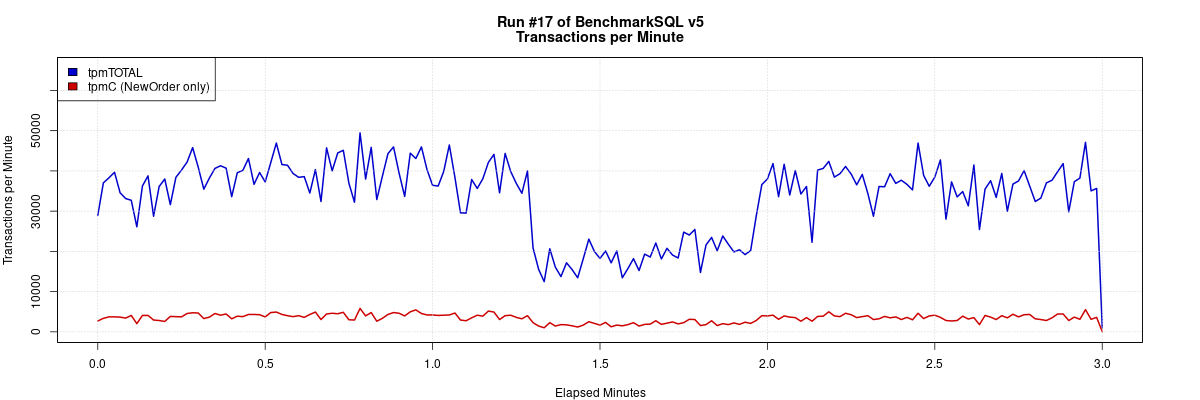 Run #17 of BenchmarkSQL v5
Transactions per Minute
tpmTOTAL
tpmC (NewOrder only)
Transactions per Minute
50000
30000
10000
0
0.0 0.5 1.0 1.5 2.0 2.5 3.0
Elapsed Minutes